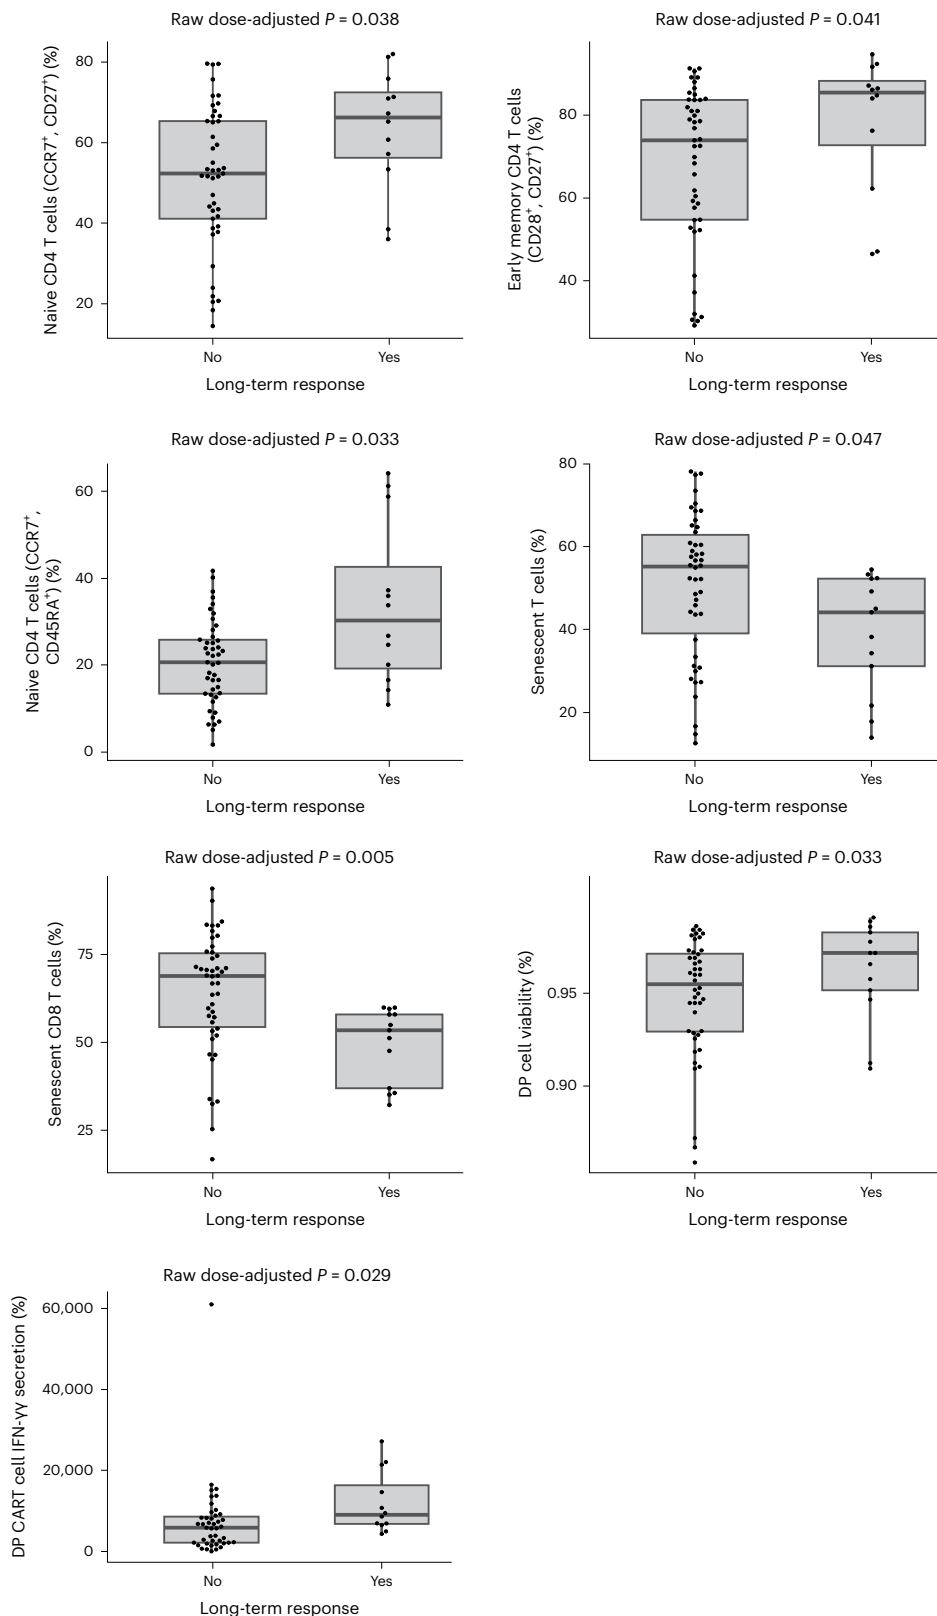 Raw dose-adjusted P = 0.038
Naive CD4 T cells (CCR7⁺, CD27⁺) (%)
80
60
40
20
No
Yes
Long-term response
Raw dose-adjusted P = 0.041
Early memory CD4 T cells
(CD28⁺, CD27⁺) (%)
80
60
40
No
Yes
Long-term response
Raw dose-adjusted P = 0.033
Naive CD4 T cells (CCR7⁺,
CD45RA⁺) (%)
60
40
20
0
No
Yes
Long-term response
Raw dose-adjusted P = 0.047
Senescent T cells (%)
80
60
40
20
No
Yes
Long-term response
Raw dose-adjusted P = 0.005
Senescent CD8 T cells (%)
75
50
25
No
Yes
Long-term response
Raw dose-adjusted P = 0.033
DP cell viability (%)
0.95
0.90
No
Yes
Long-term response
Raw dose-adjusted P = 0.029
DP CART cell IFN-γγ secretion (%)
60,000
40,000
20,000
0
No
Yes
Long-term response